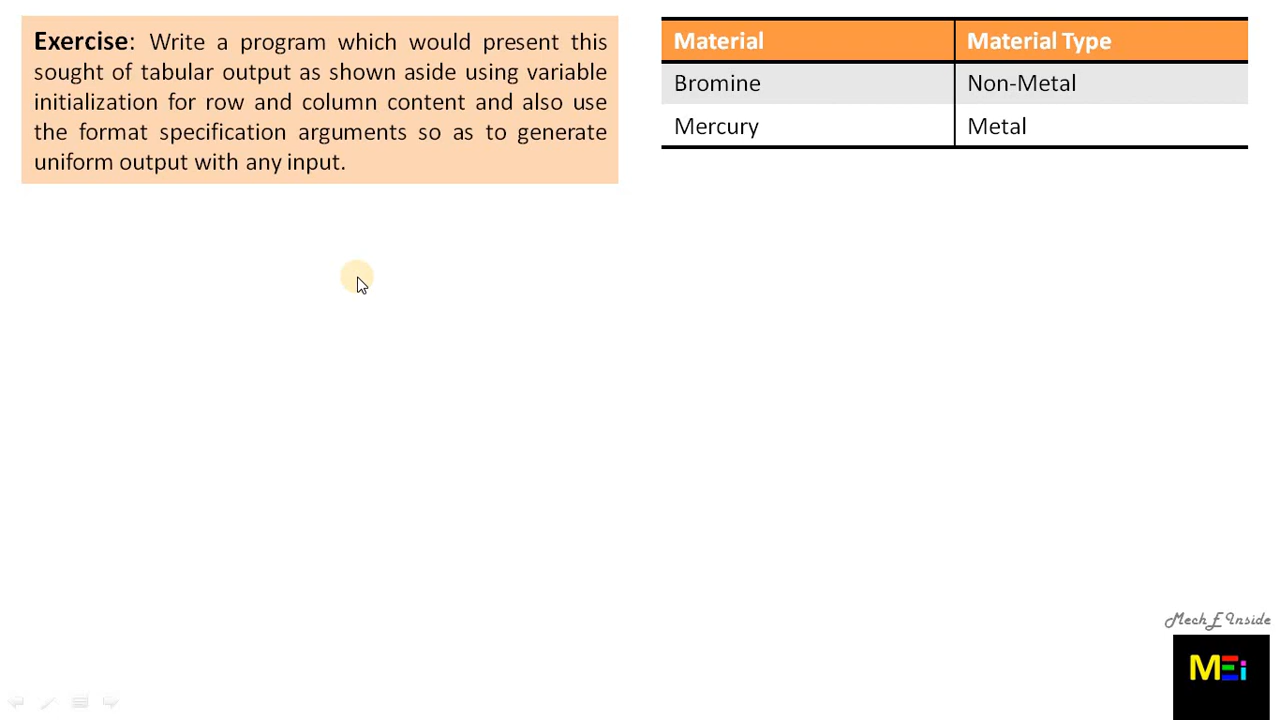 Exercise: Write a program which would present this
sought of tabular output as shown aside using variable
initialization for row and column content and also use
the format specification arguments so as to generate
uniform output with any input.
Material Material Type
Bromine Non-Metal
Mercury Metal
Mech E Inside
MEi